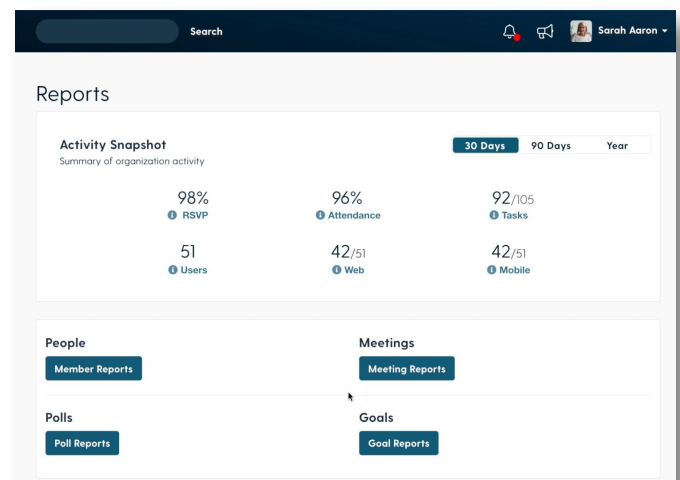 Search
Sarah Aaron
Reports
Activity Snapshot
Summary of organization activity
30 Days 90 Days Year
98% 96% 92/105
RSVP Attendance Tasks
51 42/51 42/51
Users Web Mobile
People Meetings
Member Reports Meeting Reports
Polls Goals
Poll Reports Goal Reports